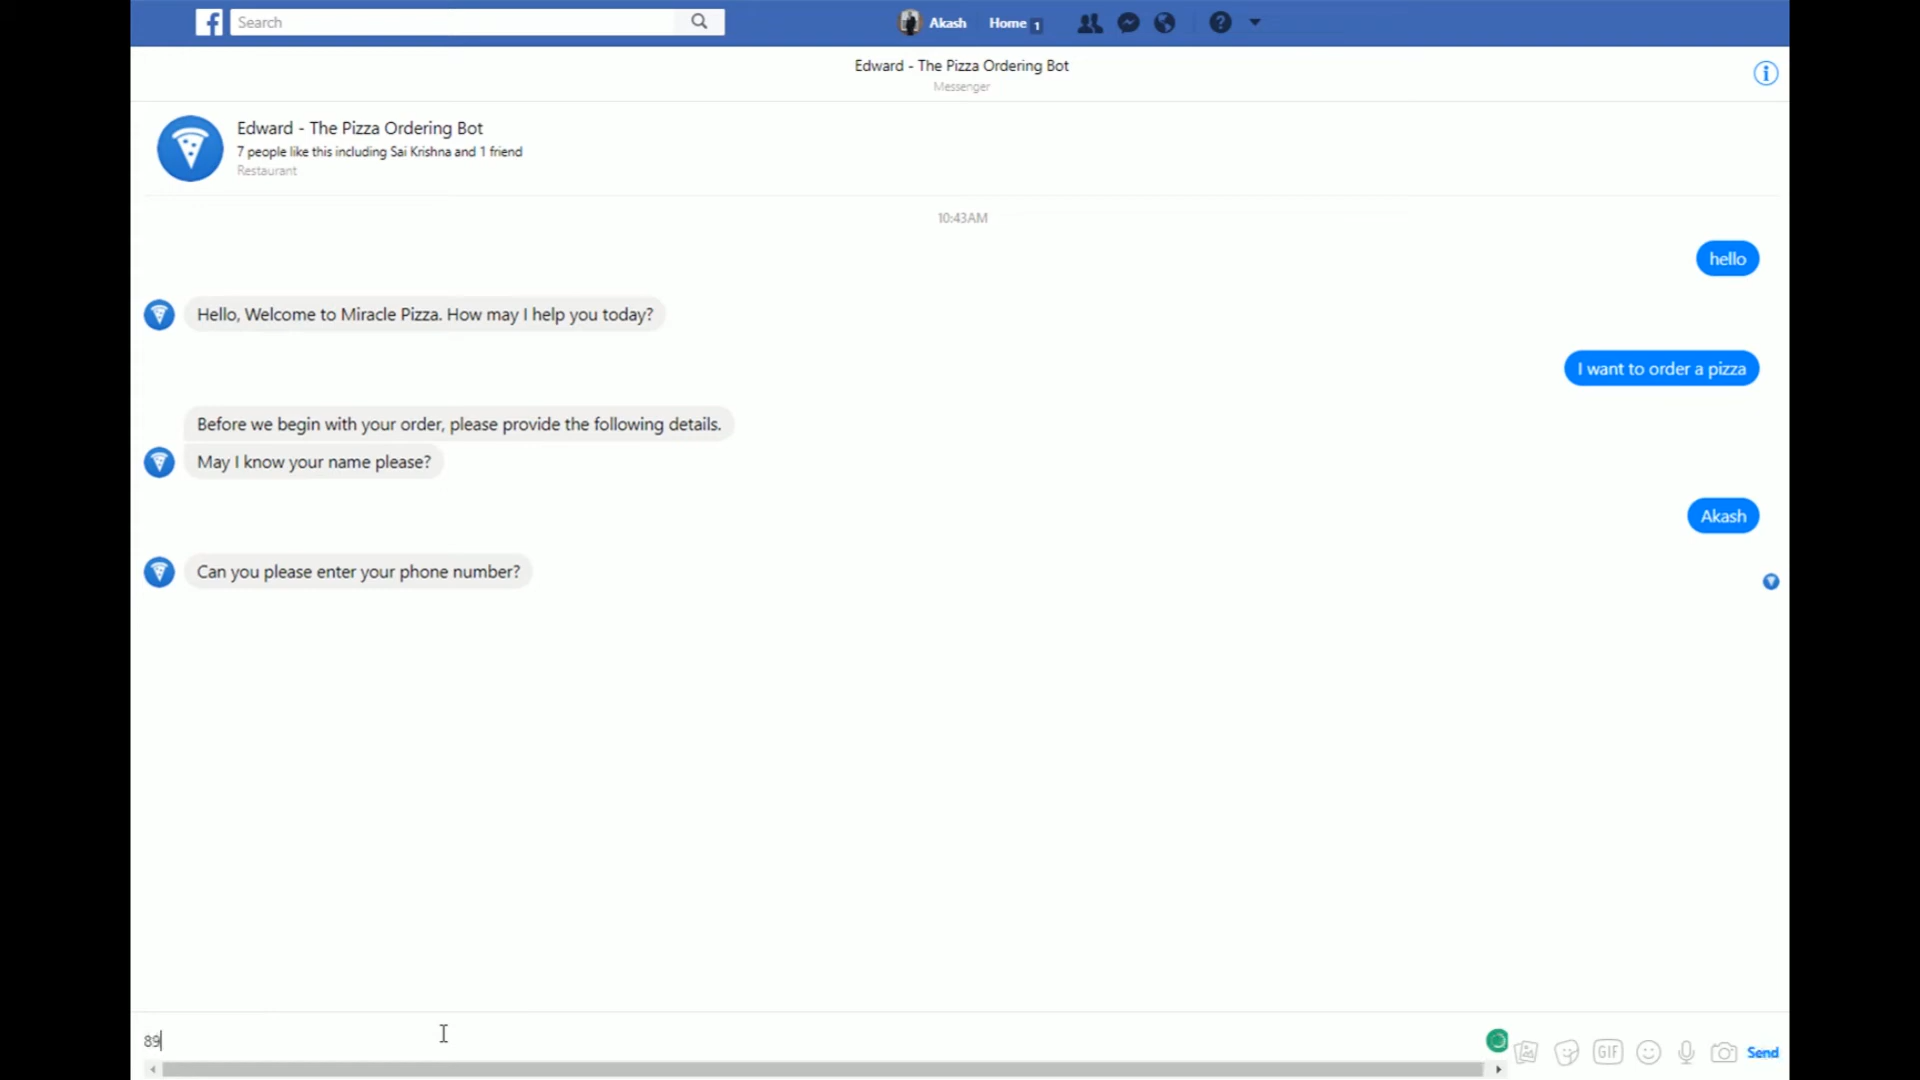 Search
Akash
Home 1
Edward - The Pizza Ordering Bot
Messenger
Edward - The Pizza Ordering Bot
7 people like this including Sai Krishna and 1 friend
Restaurant
10:43AM
hello
Hello, Welcome to Miracle Pizza. How may I help you today?
I want to order a pizza
Before we begin with your order, please provide the following details.
May I know your name please?
Akash
Can you please enter your phone number?
89
GIF
Send